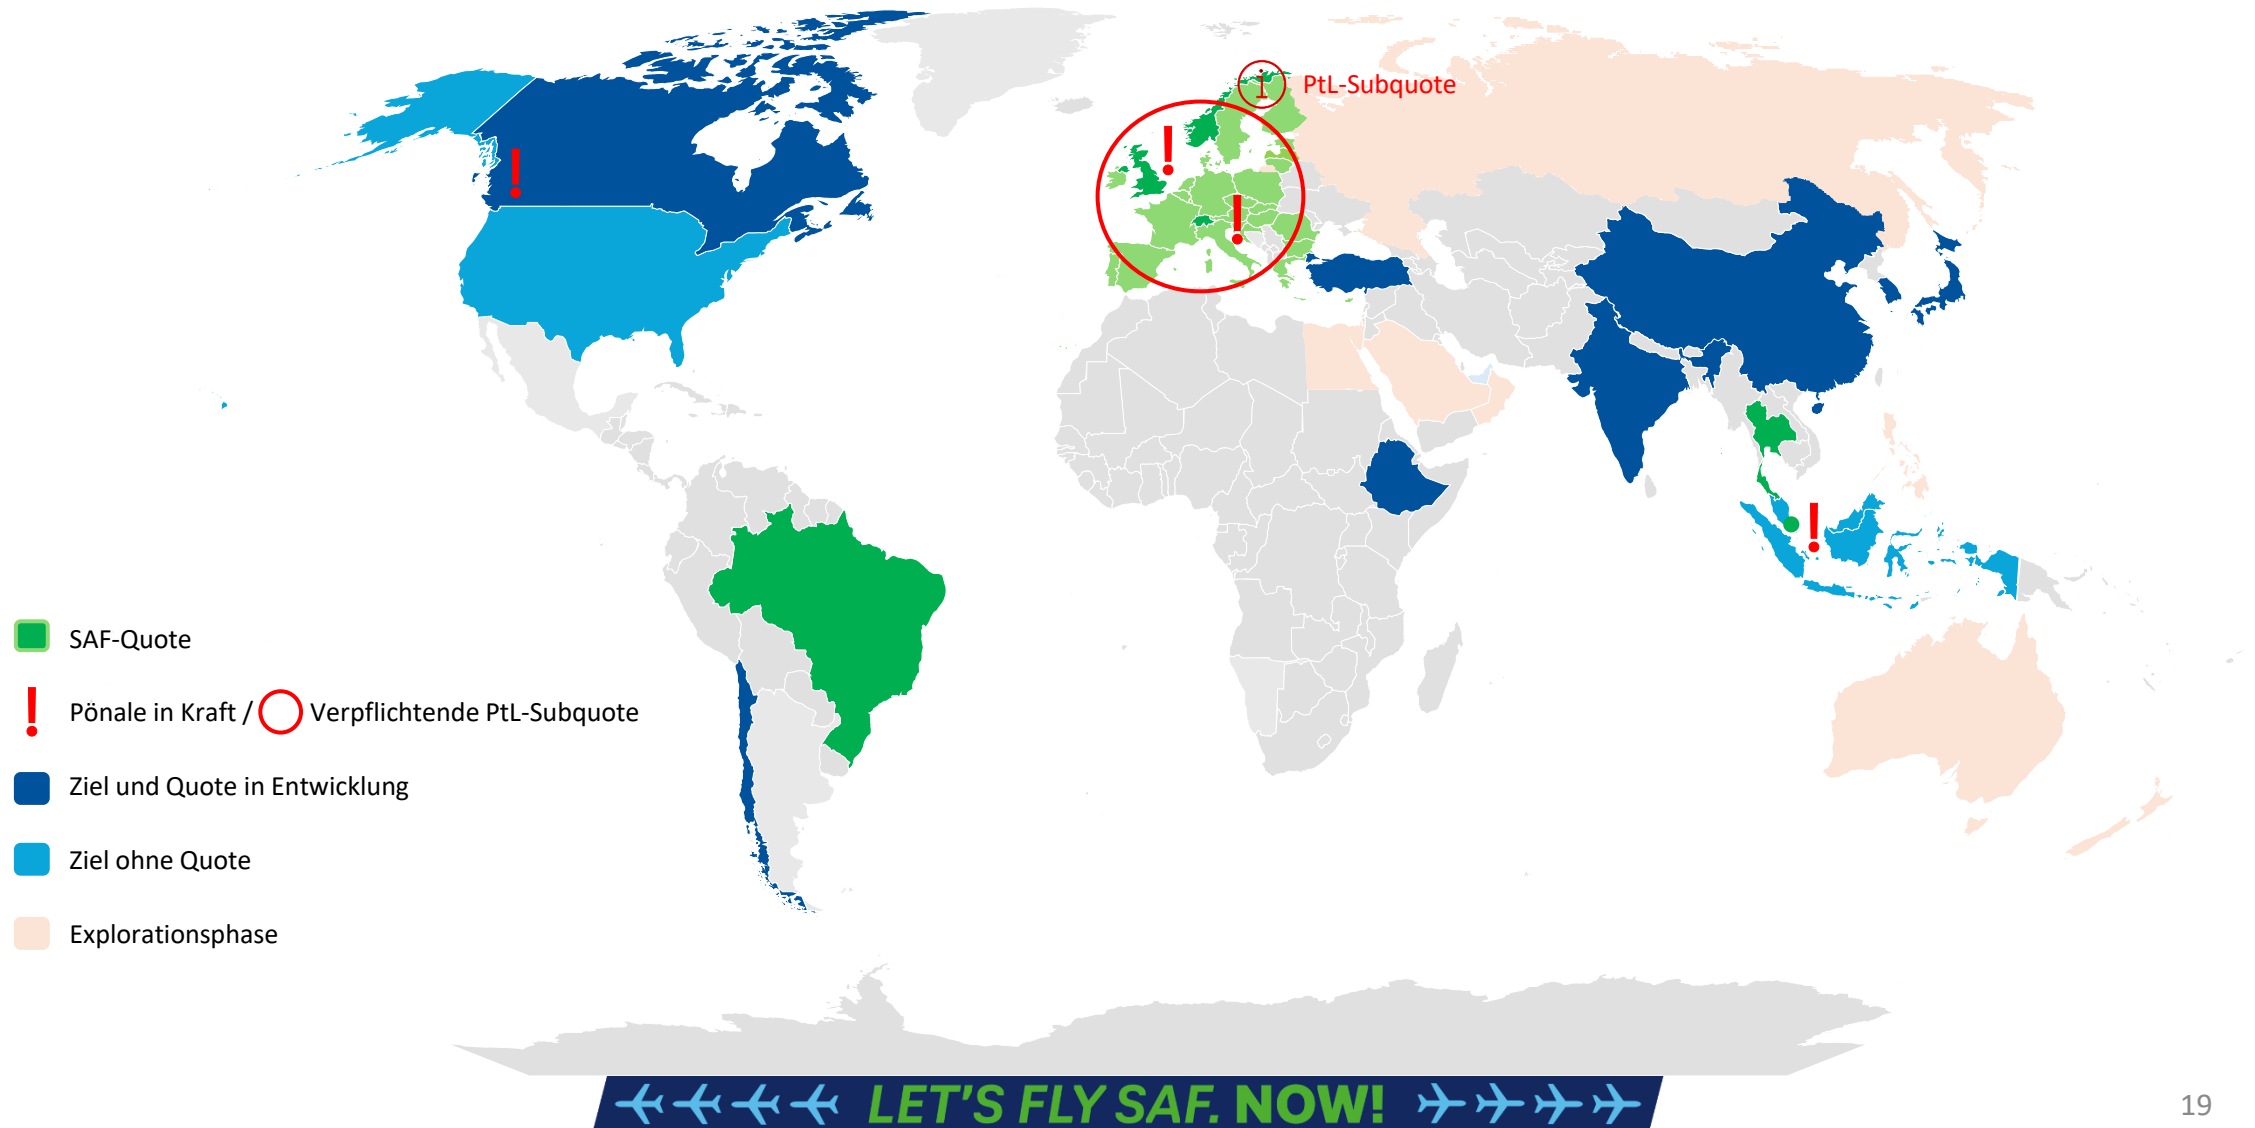 PtL-Subquote
SAF-Quote
Pönale in Kraft / Verpflichtende PtL-Subquote
Ziel und Quote in Entwicklung
Ziel ohne Quote
Explorationsphase
LET'S FLY SAF. NOW!
19